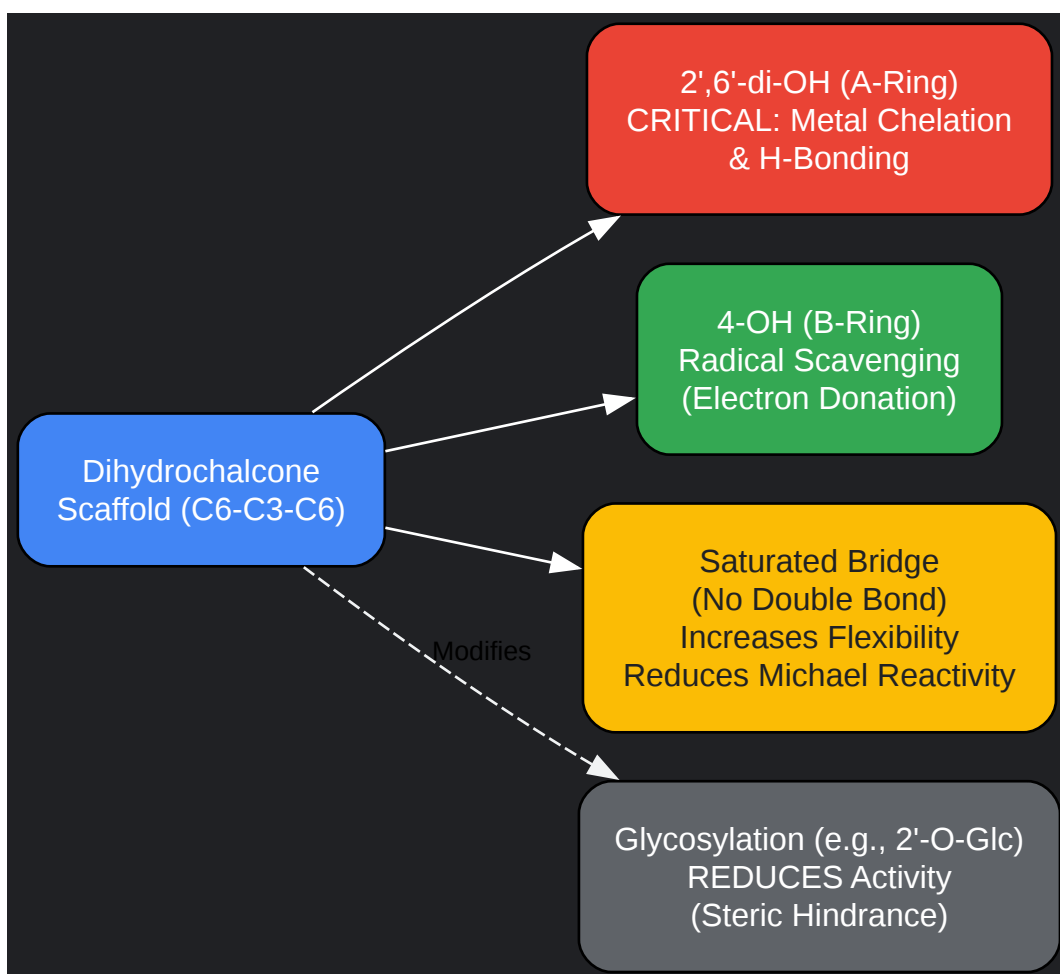 2',6'-di-OH (A-Ring)
CRITICAL: Metal Chelation
& H-Bonding
4-OH (B-Ring)
Radical Scavenging
(Electron Donation)
Dihydrochalcone
Scaffold (C6-C3-C6)
Saturated Bridge
(No Double Bond)
Increases Flexibility
Reduces Michael Reactivity
Modifies
Glycosylation (e.g., 2'-O-Glc)
REDUCES Activity
(Steric Hindrance)